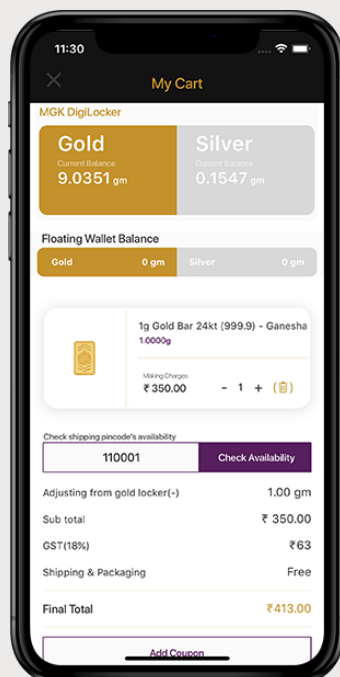 11:30
My Cart
MGK DigiLocker
Gold
Current Balance
9.0351 gm
Silver
Current Balance
0.1547 gm
Floating Wallet Balance
Gold 0 gm Silver 0 gm
1g Gold Bar 24kt (999.9) - Ganesha
1.0000g
Making Charges
₹ 350.00 - 1 +
Check shipping pincode's availability
110001 Check Availability
Adjusting from gold locker(-) 1.00 gm
Sub total ₹ 350.00
GST(18%) ₹63
Shipping & Packaging Free
Final Total ₹413.00
Add Coupon